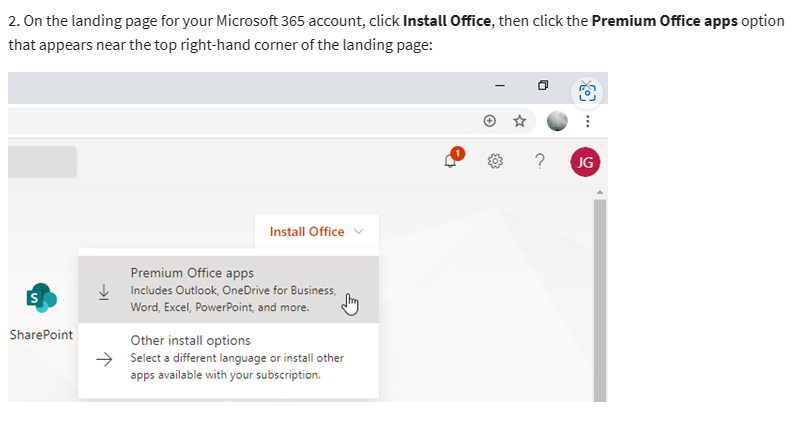 2. On the landing page for your Microsoft 365 account, click Install Office, then click the Premium Office apps option
that appears near the top right-hand corner of the landing page:
1
?
JG
Install Office
Premium Office apps
Includes Outlook, OneDrive for Business,
Word, Excel, PowerPoint, and more.
S
SharePoint
Other install options
Select a different language or install other
apps available with your subscription.